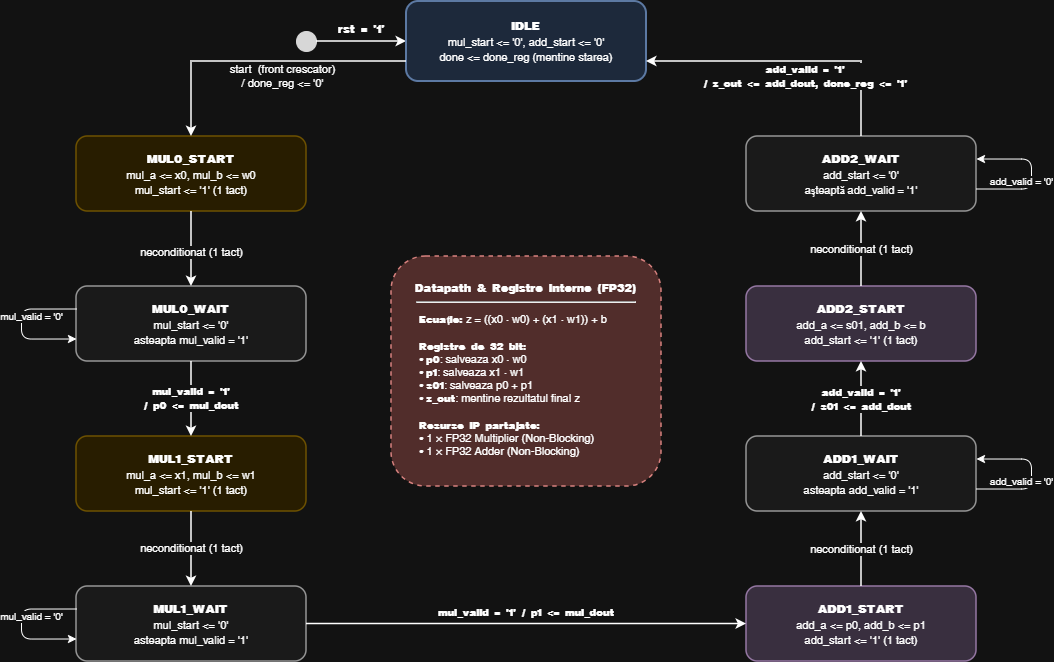 IDLE
mul_start <= '0', add_start <= '0'
done <= done_reg (mentine starea)
rst = '1'
start (front crescator)
/ done_reg <= '0'
add_valid = '1'
/ z_out <= add_dout, done_reg <= '1'
MUL0_START
mul_a <= x0, mul_b <= w0
mul_start <= '1' (1 tact)
ADD2_WAIT
add_start <= '0'
așteaptă add_valid = '1'
add_valid = '0'
neconditionat (1 tact)
neconditionat (1 tact)
MUL0_WAIT
mul_start <= '0'
asteapta mul_valid = '1'
mul_valid = '0'
Datapath & Registre Interne (FP32)
Ecuație: z = ((x0 · w0) + (x1 · w1)) + b
Registre de 32 bit:
• p0: salveaza x0 · w0
• p1: salveaza x1 · w1
• s01: salveaza p0 + p1
• z_out: mentine rezultatul final z
Resurse IP partajate:
• 1 × FP32 Multiplier (Non-Blocking)
• 1 × FP32 Adder (Non-Blocking)
ADD2_START
add_a <= s01, add_b <= b
add_start <= '1' (1 tact)
mul_valid = '1'
/ p0 <= mul_dout
add_valid = '1'
/ s01 <= add_dout
MUL1_START
mul_a <= x1, mul_b <= w1
mul_start <= '1' (1 tact)
ADD1_WAIT
add_start <= '0'
asteapta add_valid = '1'
add_valid = '0'
neconditionat (1 tact)
neconditionat (1 tact)
MUL1_WAIT
mul_start <= '0'
asteapta mul_valid = '1'
mul_valid = '0'
mul_valid = '1' / p1 <= mul_dout
ADD1_START
add_a <= p0, add_b <= p1
add_start <= '1' (1 tact)